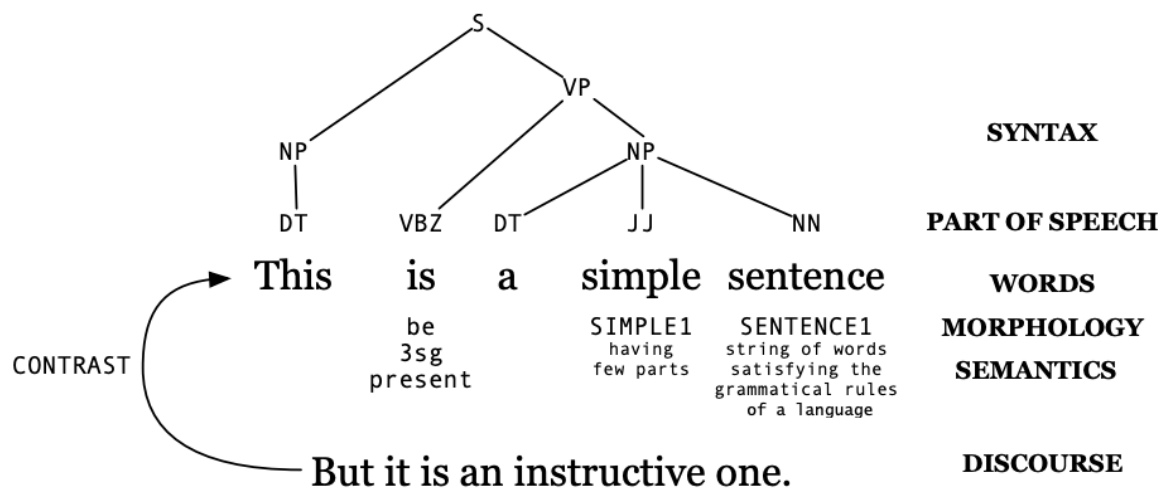 S
VP
SYNTAX
NP NP
DT VBZ DT JJ NN PART OF SPEECH
This is a simple sentence WORDS
be SIMPLE1 SENTENCE1 MORPHOLOGY
3sg having string of words
CONTRAST present few parts satisfying the SEMANTICS
grammatical rules
of a language
But it is an instructive one. DISCOURSE